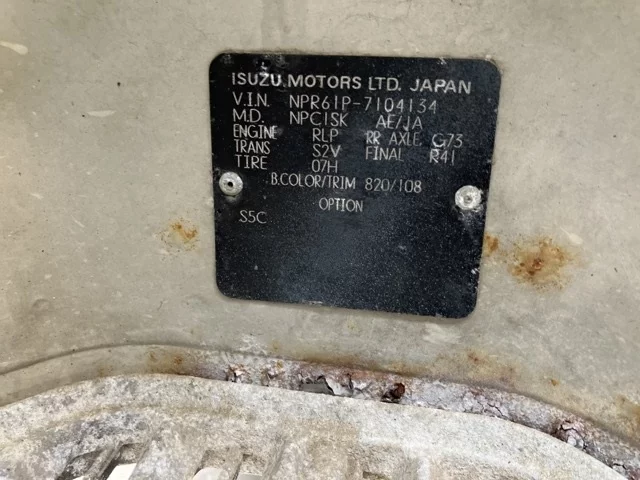 ISUZU MOTORS LTD. JAPAN
V.I.N. NPR61P-7104134
M.D. NPC1SK AE/JA
ENGINE RLP RR AXLE G73
TRANS S2V FINAL R41
TIRE 07H
B.COLOR/TRIM 820/108
OPTION
S5C